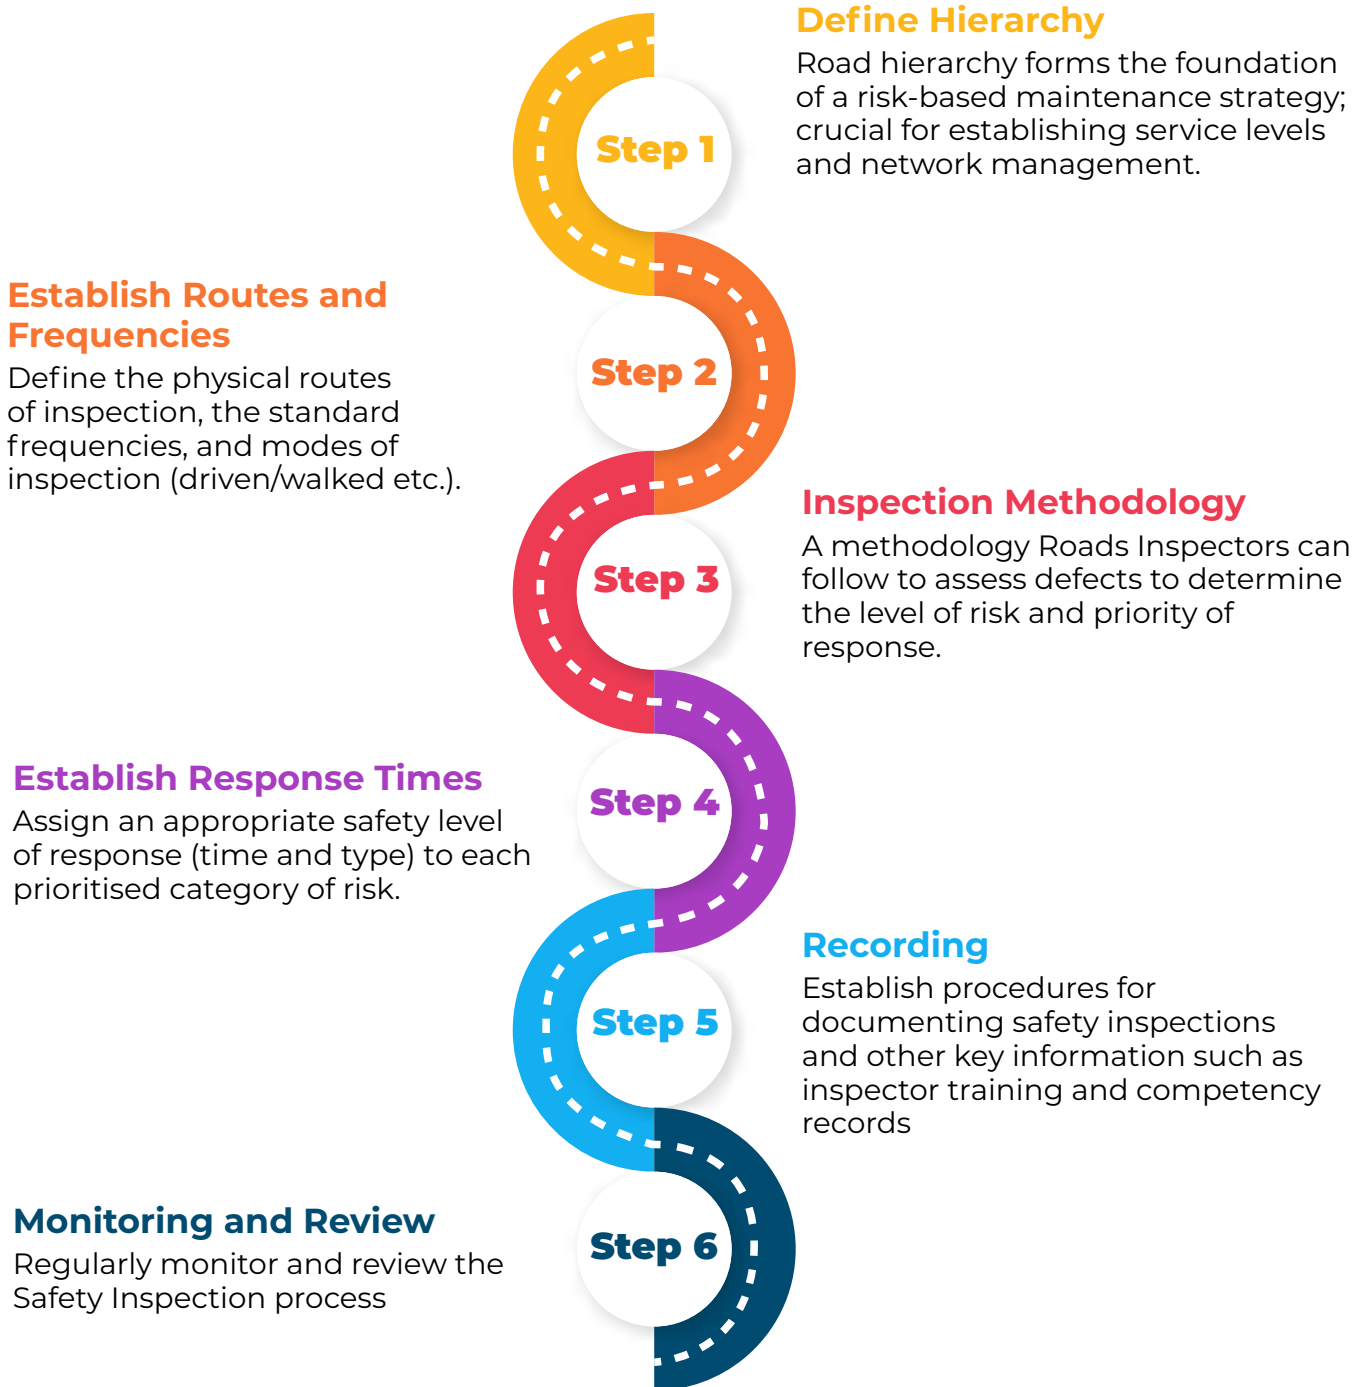 Define Hierarchy
Road hierarchy forms the foundation
of a risk-based maintenance strategy;
crucial for establishing service levels
and network management.
Step 1
Establish Routes and
Frequencies
Define the physical routes
of inspection, the standard
frequencies, and modes of
inspection (driven/walked etc.).
Step 2
Inspection Methodology
A methodology Roads Inspectors can
follow to assess defects to determine
the level of risk and priority of
response.
Step 3
Establish Response Times
Assign an appropriate safety level
of response (time and type) to each
prioritised category of risk.
Step 4
Recording
Establish procedures for
documenting safety inspections
and other key information such as
inspector training and competency
records
Step 5
Monitoring and Review
Regularly monitor and review the
Safety Inspection process
Step 6